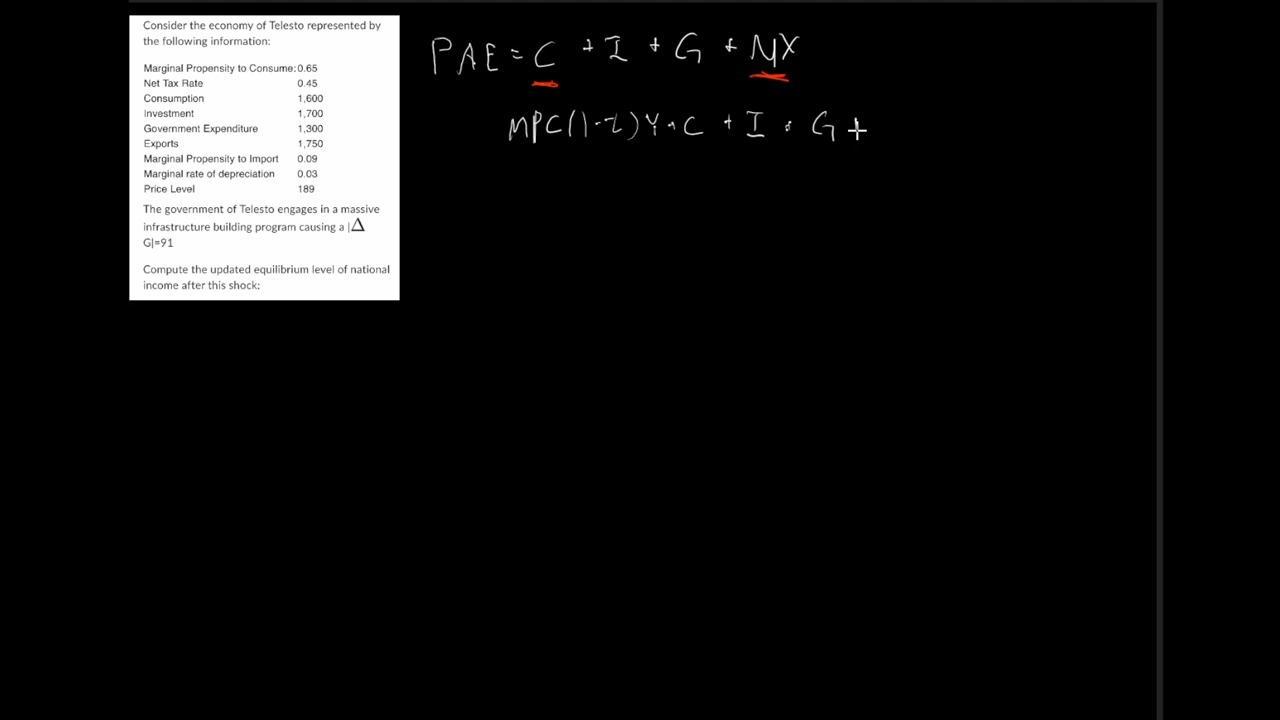 Consider the economy of Telesto represented by
the following information:
Marginal Propensity to Consume: 0.65
Net Tax Rate 0.45
Consumption 1,600
Investment 1,700
Government Expenditure 1,300
Exports 1,750
Marginal Propensity to Import 0.09
Marginal rate of depreciation 0.03
Price Level 189
The government of Telesto engages in a massive
infrastructure building program causing a |Δ
G|=91
Compute the updated equilibrium level of national
income after this shock:
PAE = C + I + G + NX
MPC(1-t)Y + C + I + G +